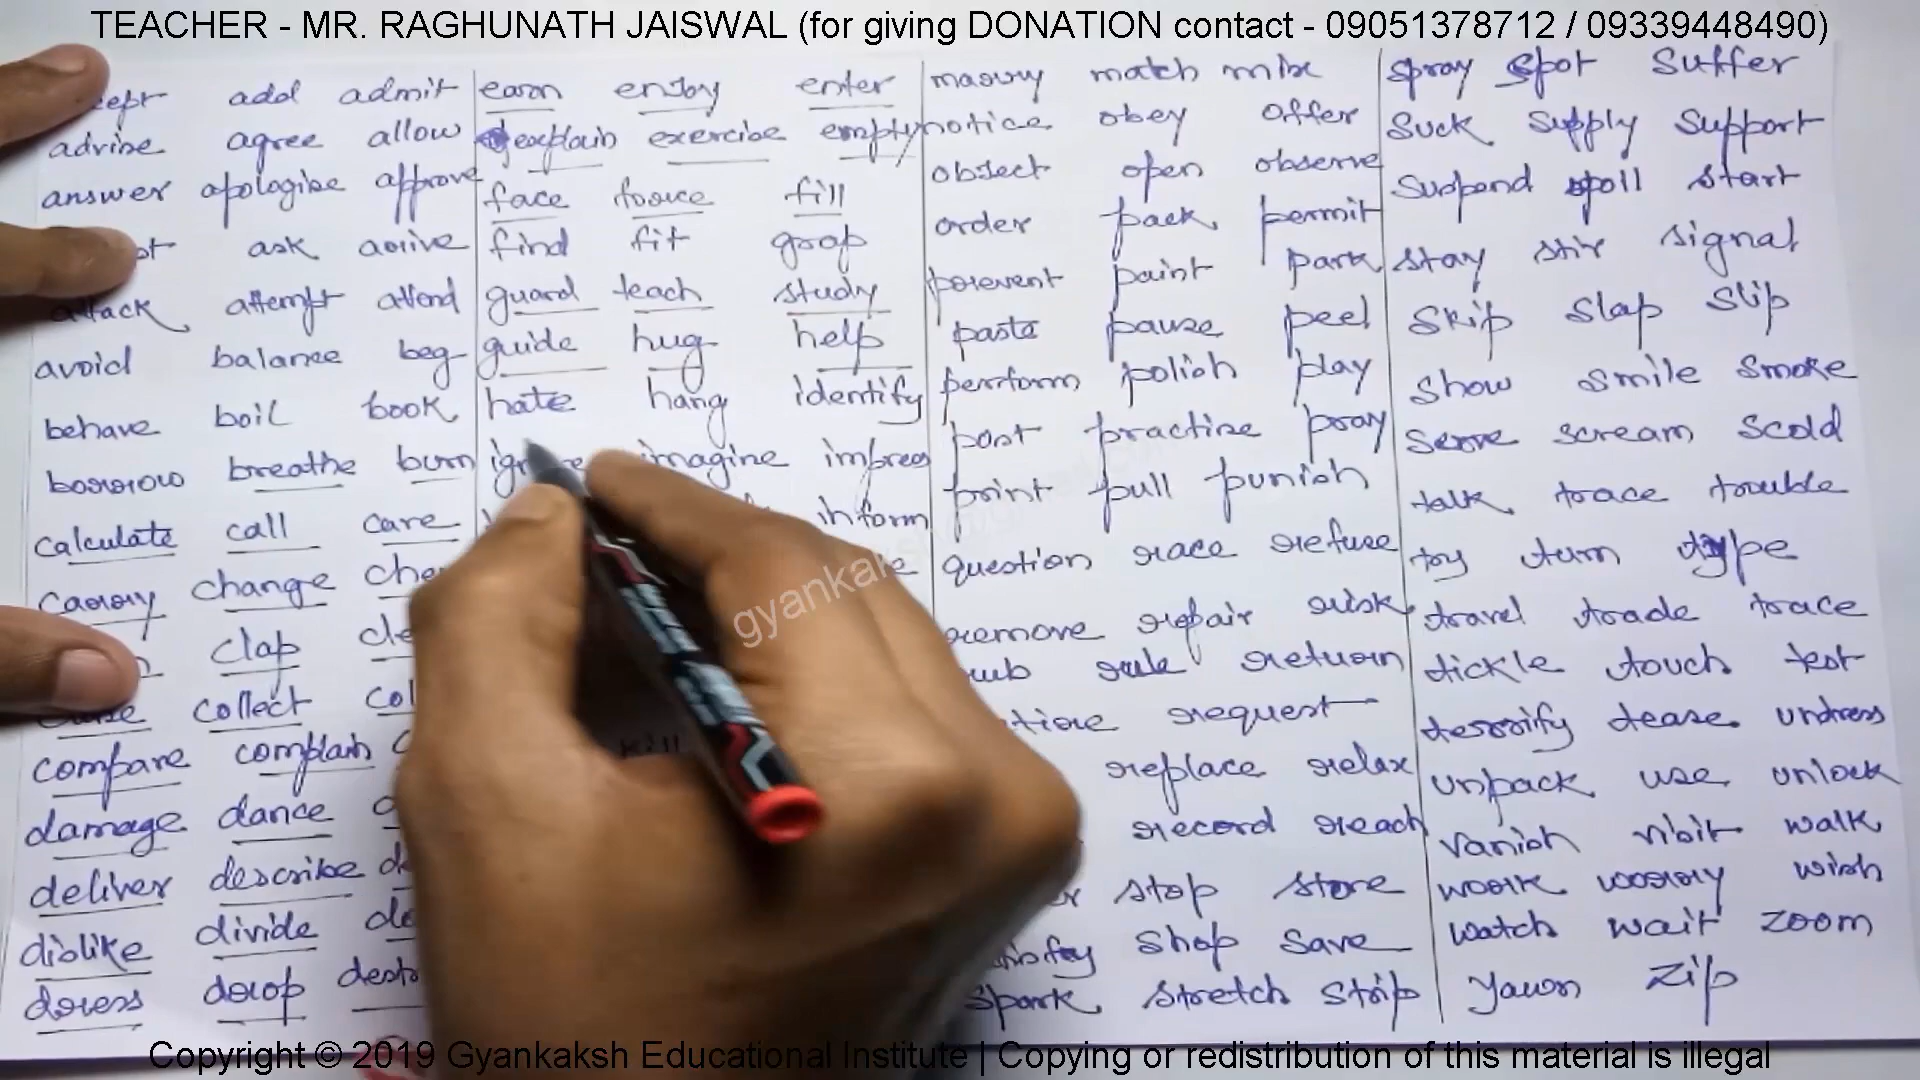 TEACHER - MR. RAGHUNATH JAISWAL (for giving DONATION contact - 09051378712 / 09339448490)
add admit
advise agree allow
answer apologise approve
ask arrive
attack attempt attend
avoid balance beg
behave boil book
borrow breathe burn
calculate call care
carry change
clap
collect
compare complain
damage dance
deliver describe
dislike divide
dress drop
earn enjoy enter
explain exercise empty
face force fill
find fit grap
guard teach study
guide hug help
hate hang identify
imagine impress
inform
kill
marry match mix
notice obey offer
object open observe
order pack permit
prevent paint park
paste pause peel
perform polish play
post practise pray
print pull punish
question race refuse
remove repair risk
rub rule return
request
replace relax
record reach
stop store
shop save
spark stretch strip
spray spot suffer
suck supply support
suspend spoil start
stay stir signal
skip slap slip
show smile smoke
serve scream scold
talk trace trouble
try turn type
travel trade trace
tickle touch test
terrify tease undress
unpack use unlock
vanish visit walk
work worry wish
watch wait zoom
yawn zip
gyankaksh
Copyright © 2019 Gyankaksh Educational Institute | Copying or redistribution of this material is illegal